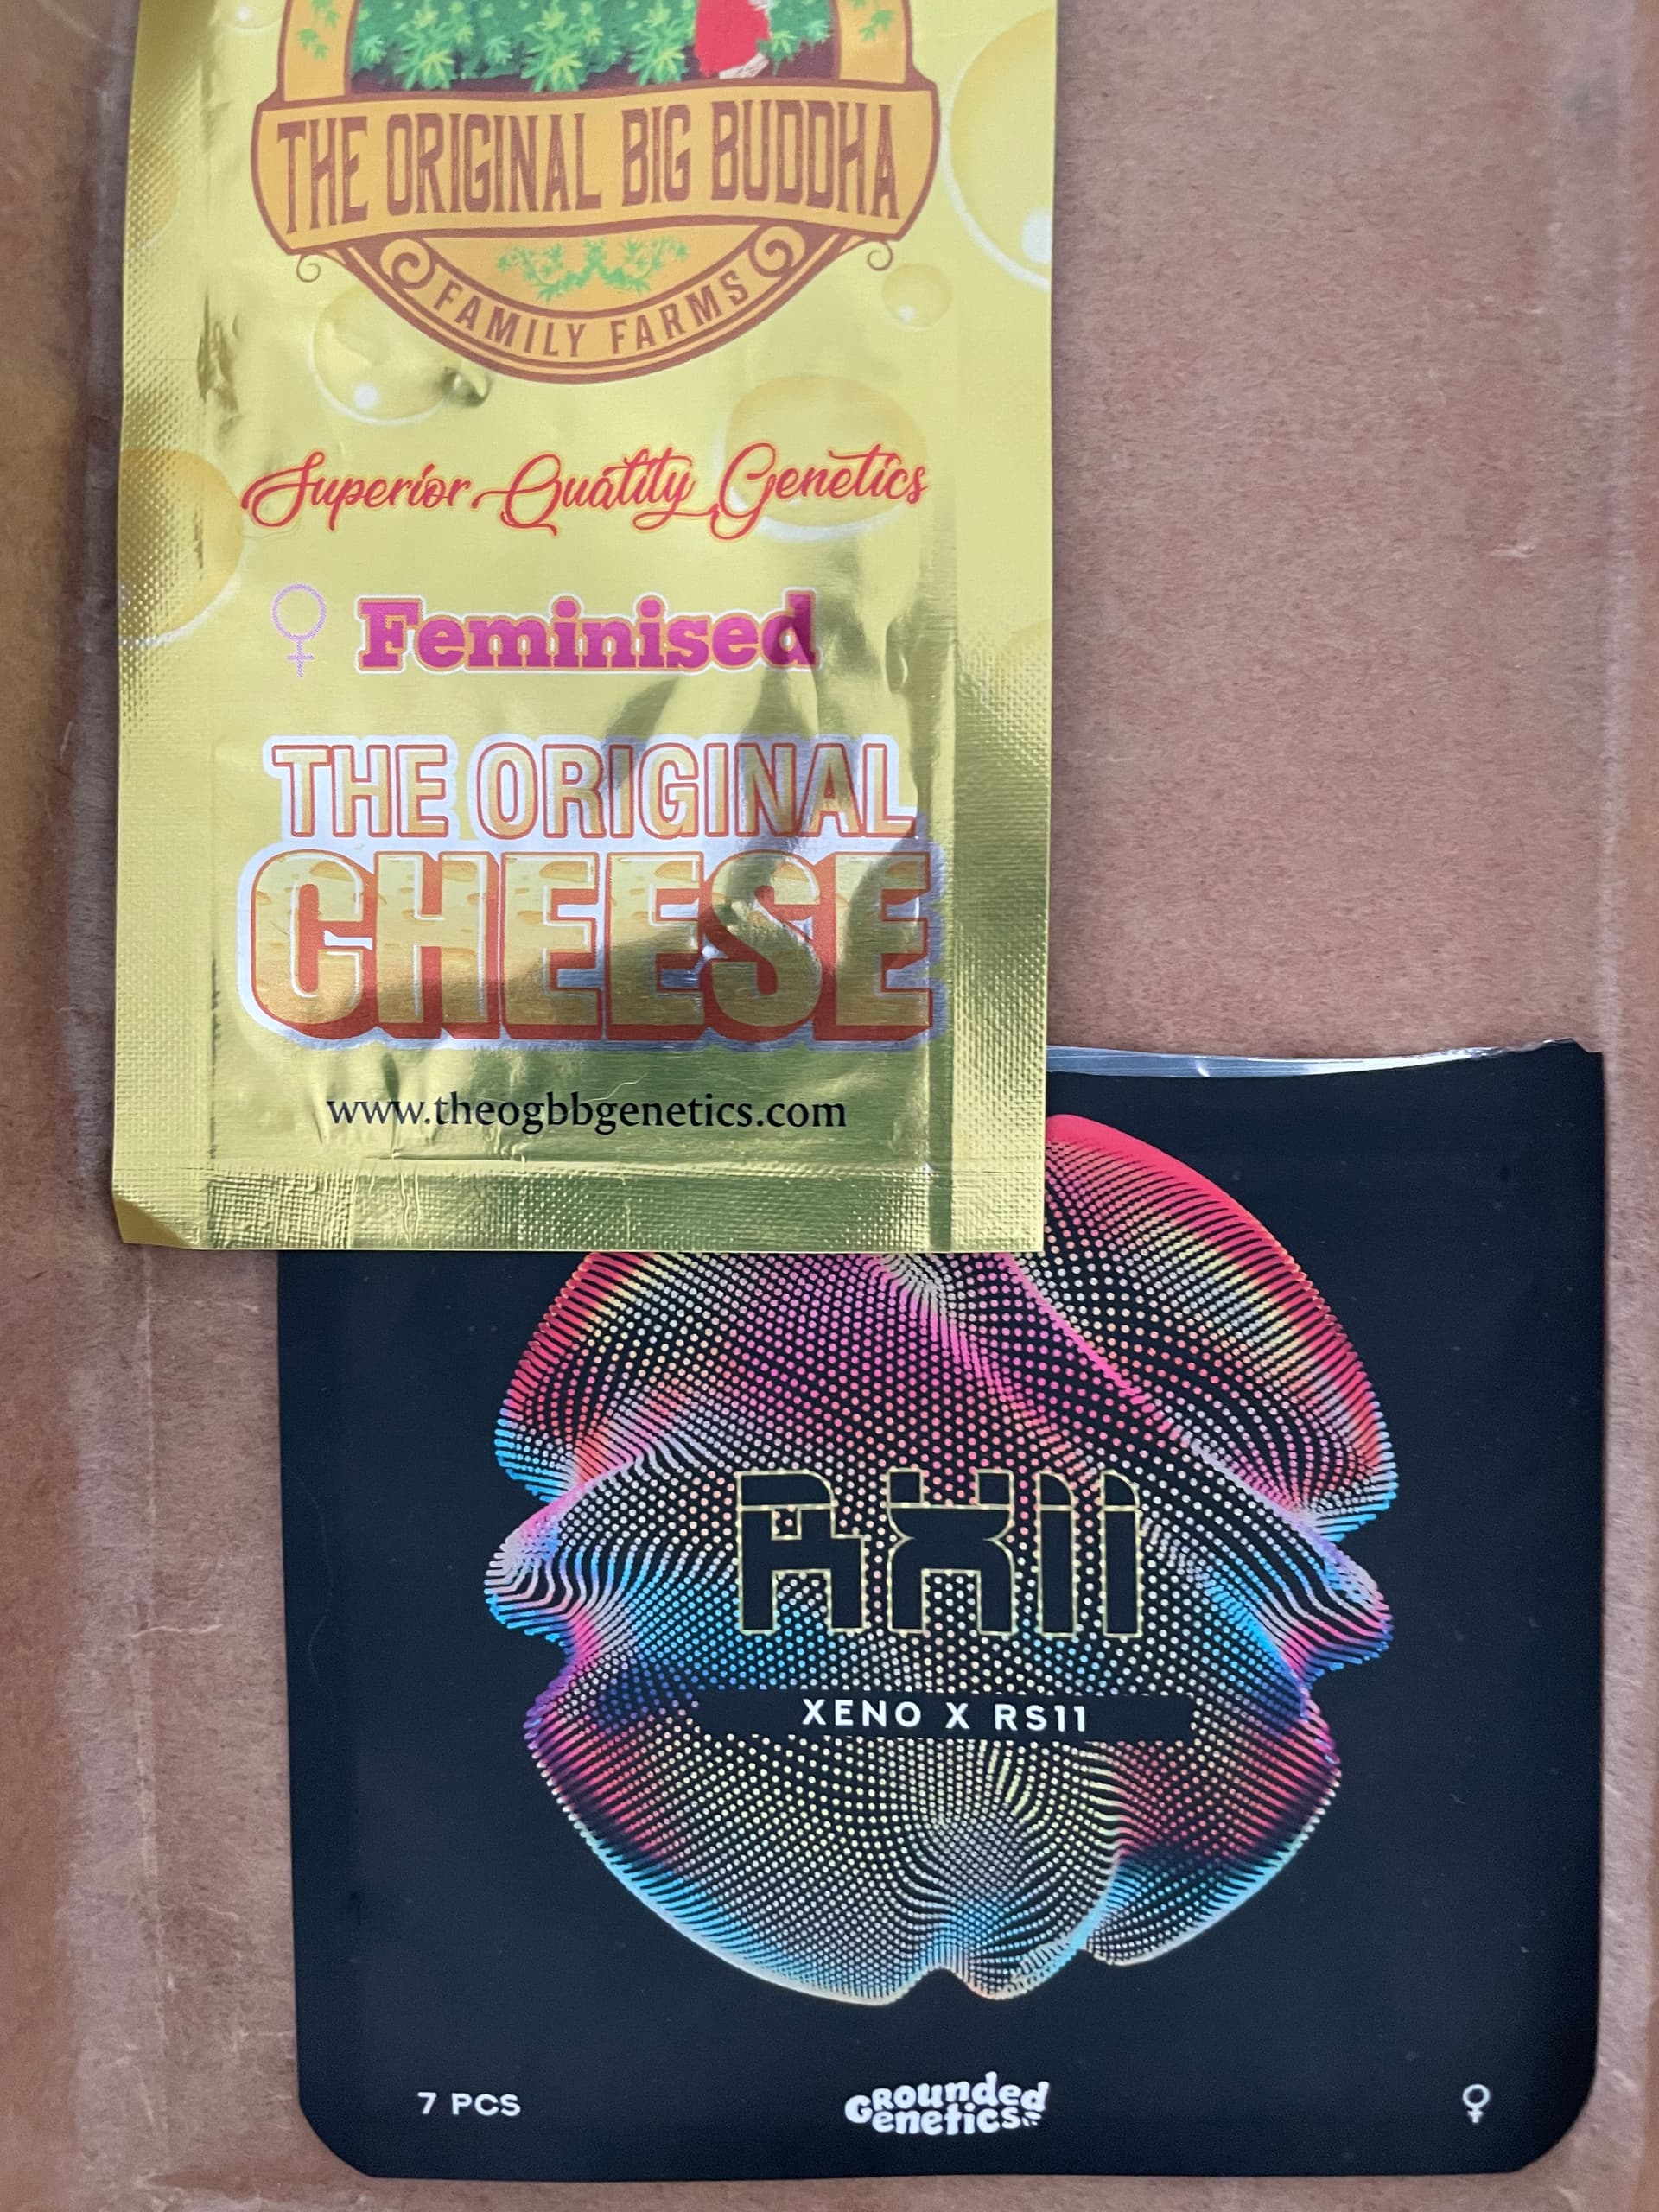 THE ORIGINAL BIG BUDDHA
FAMILY FARMS
Superior Quality Genetics
♀ Feminised
THE ORIGINAL
CHEESE
www.theogbbgenetics.com
RXII
XENO X RS11
7 PCS
Grounded
Genetics
♀